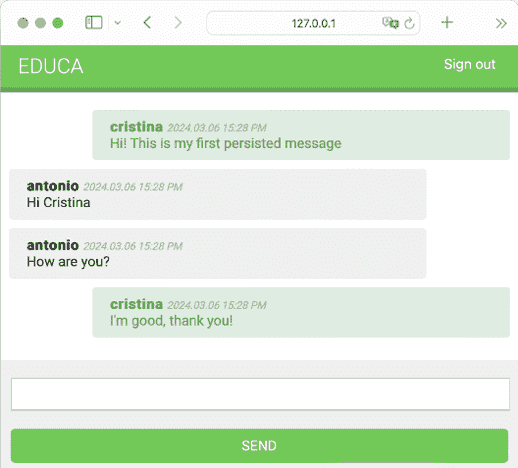 127.0.0.1
EDUCA
Sign out
cristina 2024.03.06 15:28 PM
Hi! This is my first persisted message
antonio 2024.03.06 15:28 PM
Hi Cristina
antonio 2024.03.06 15:28 PM
How are you?
cristina 2024.03.06 15:28 PM
I'm good, thank you!
SEND